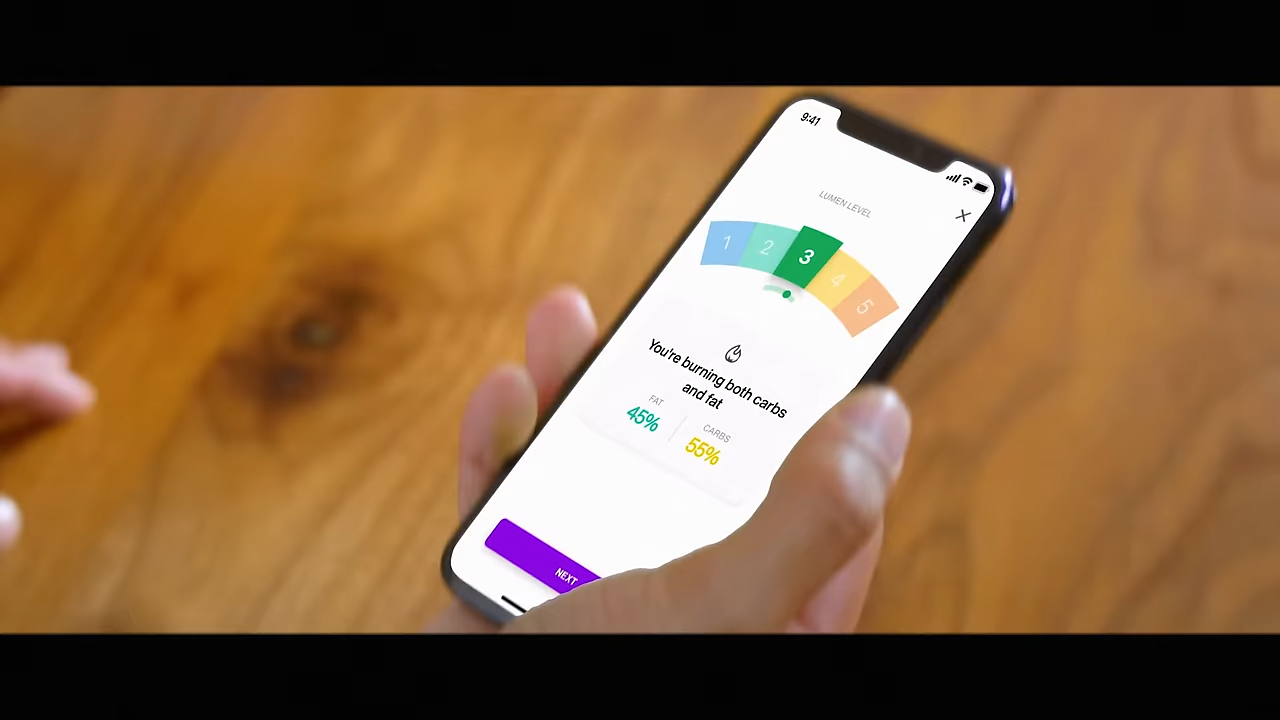 9:41
LUMEN LEVEL
1 2 3 4 5
You're burning both carbs
and fat
FAT
45%
CARBS
55%
NEXT